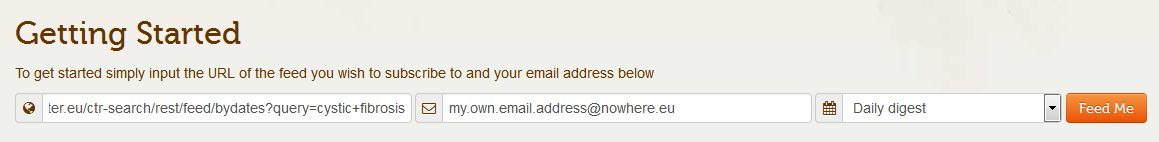 Getting Started
To get started simply input the URL of the feed you wish to subscribe to and your email address below
ter.eu/ctr-search/rest/feed/bydates?query=cystic+fibrosis my.own.email.address@nowhere.eu Daily digest Feed Me